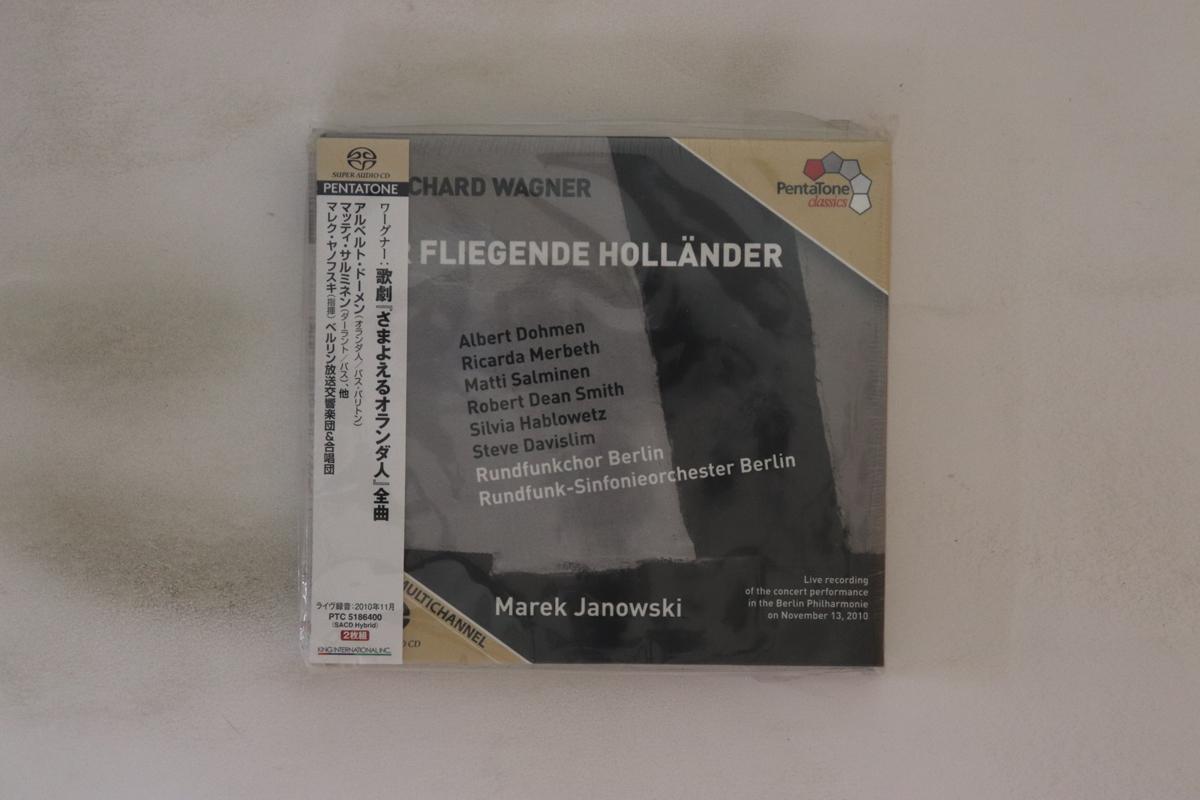 SUPER AUDIO CD
PENTATONE
ワーグナー:歌劇『さまよえるオランダ人』全曲
アルベルト・ドーメン(オランダ人/バス・バリトン)
マッティ・サルミネン(ダーラント/バス)、他
マレク・ヤノフスキ(指揮) ベルリン放送交響楽団&合唱団
ライヴ録音:2010年11月
PTC 5186400
(SACD Hybrid)
2枚組
KING INTERNATIONAL INC.
CHARD WAGNER
R FLIEGENDE HOLLÄNDER
PentaTone
classics
Albert Dohmen
Ricarda Merbeth
Matti Salminen
Robert Dean Smith
Silvia Hablowetz
Steve Davislim
Rundfunkchor Berlin
Rundfunk-Sinfonieorchester Berlin
Marek Janowski
Live recording
of the concert performance
in the Berlin Philharmonie
on November 13, 2010
MULTICHANNEL
CD